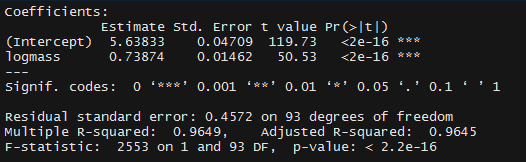 Coefficients:
Estimate Std. Error t value Pr(>|t|)
(Intercept) 5.63833 0.04709 119.73 <2e-16 ***
logmass 0.73874 0.01462 50.53 <2e-16 ***
---
Signif. codes: 0 ‘***’ 0.001 ‘**’ 0.01 ‘*’ 0.05 ‘.’ 0.1 ‘ ’ 1
Residual standard error: 0.4572 on 93 degrees of freedom
Multiple R-squared: 0.9649, Adjusted R-squared: 0.9645
F-statistic: 2553 on 1 and 93 DF, p-value: < 2.2e-16